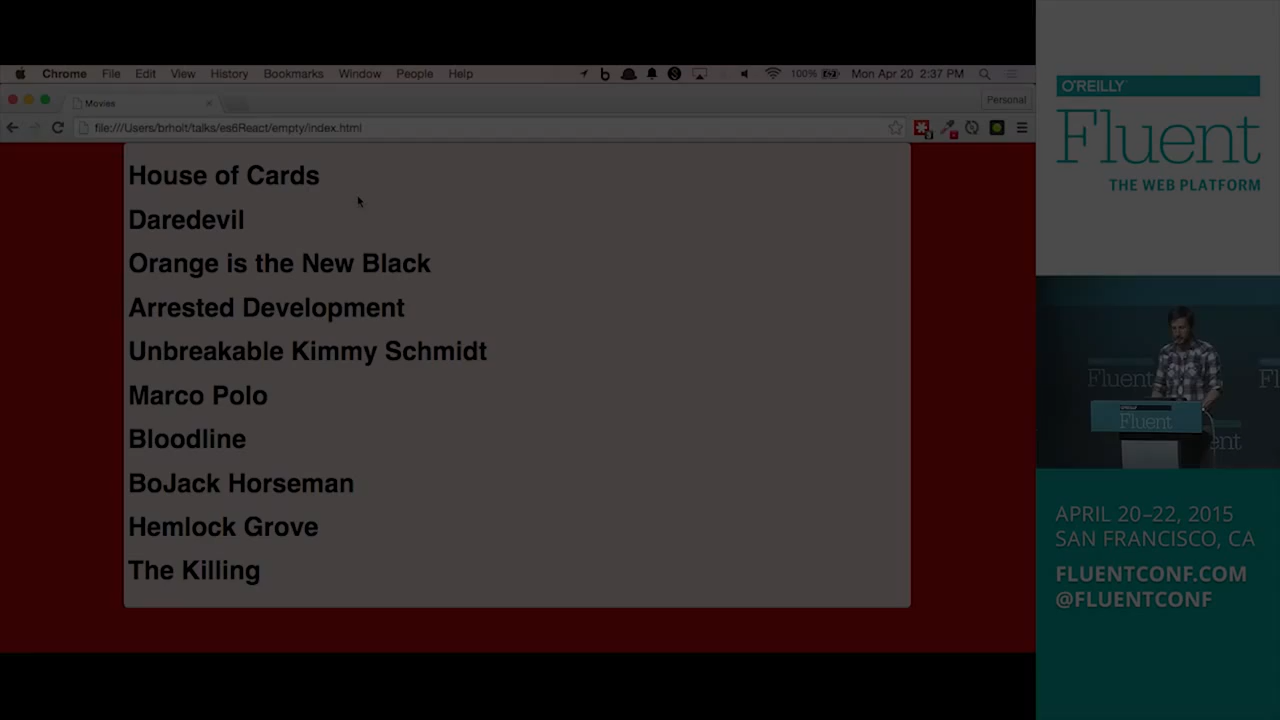 Chrome File Edit View History Bookmarks Window People Help 100% Mon Apr 20 2:37 PM
Movies
Personal
file:///Users/brholt/talks/es6React/empty/index.html
House of Cards
Daredevil
Orange is the New Black
Arrested Development
Unbreakable Kimmy Schmidt
Marco Polo
Bloodline
BoJack Horseman
Hemlock Grove
The Killing
O'REILLY
Fluent
THE WEB PLATFORM
Fluent
Fluent
APRIL 20–22, 2015
SAN FRANCISCO, CA
FLUENTCONF.COM
@FLUENTCONF